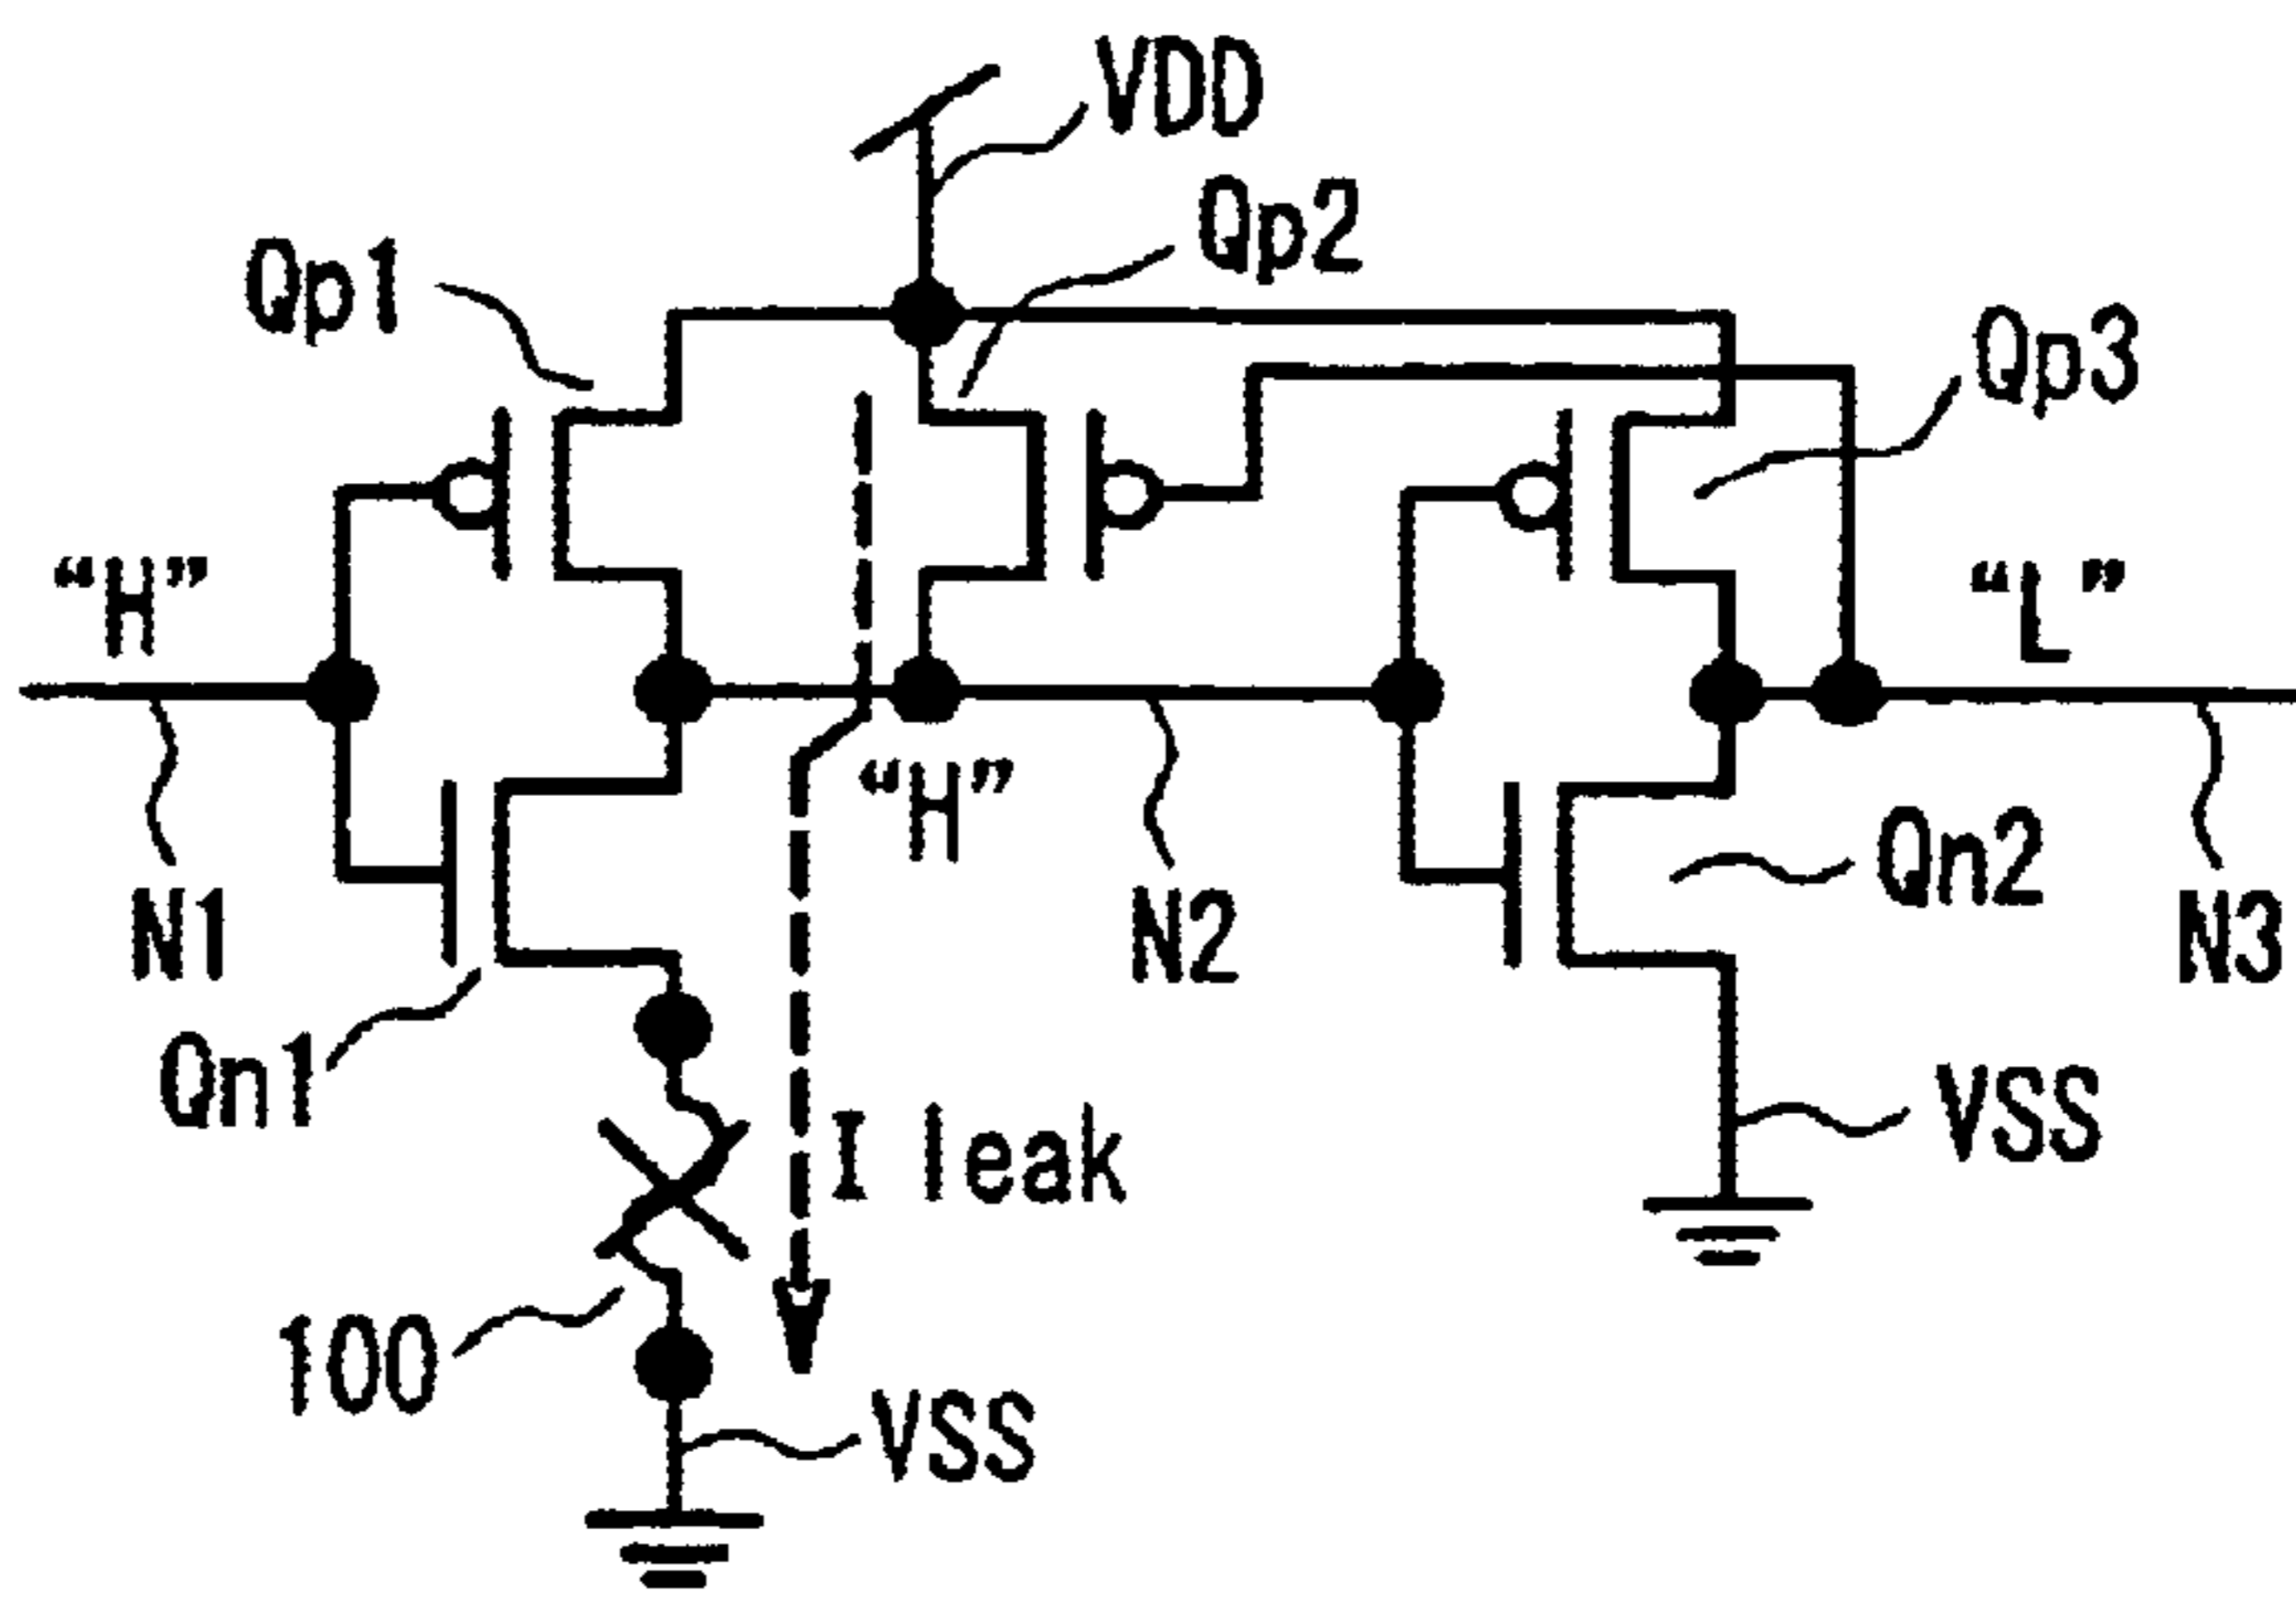 VDD
Qp2
Qp1
Qp3
“H”
“L”
“H”
N1
N2
Qn2
N3
Qn1
I leak
VSS
100
VSS